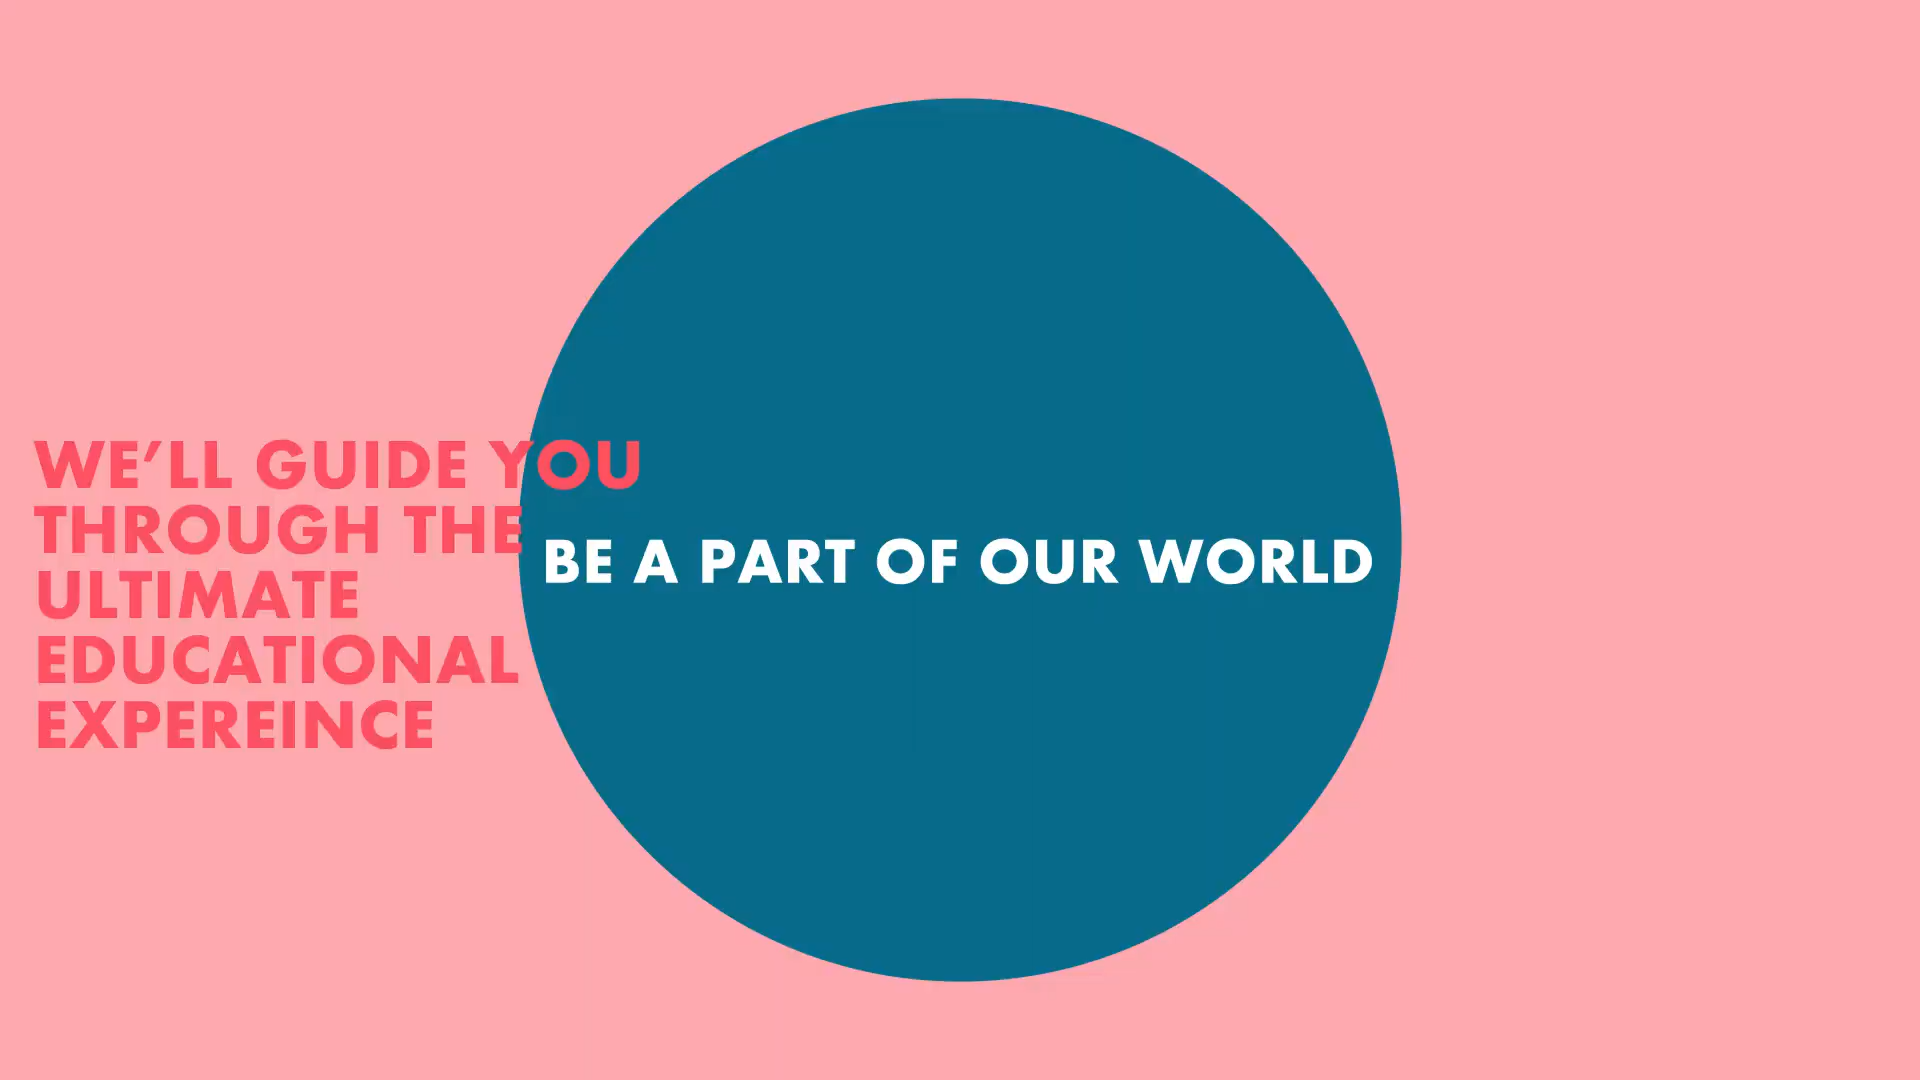 WE’LL GUIDE YOU
THROUGH THE
ULTIMATE
EDUCATIONAL
EXPEREINCE
BE A PART OF OUR WORLD